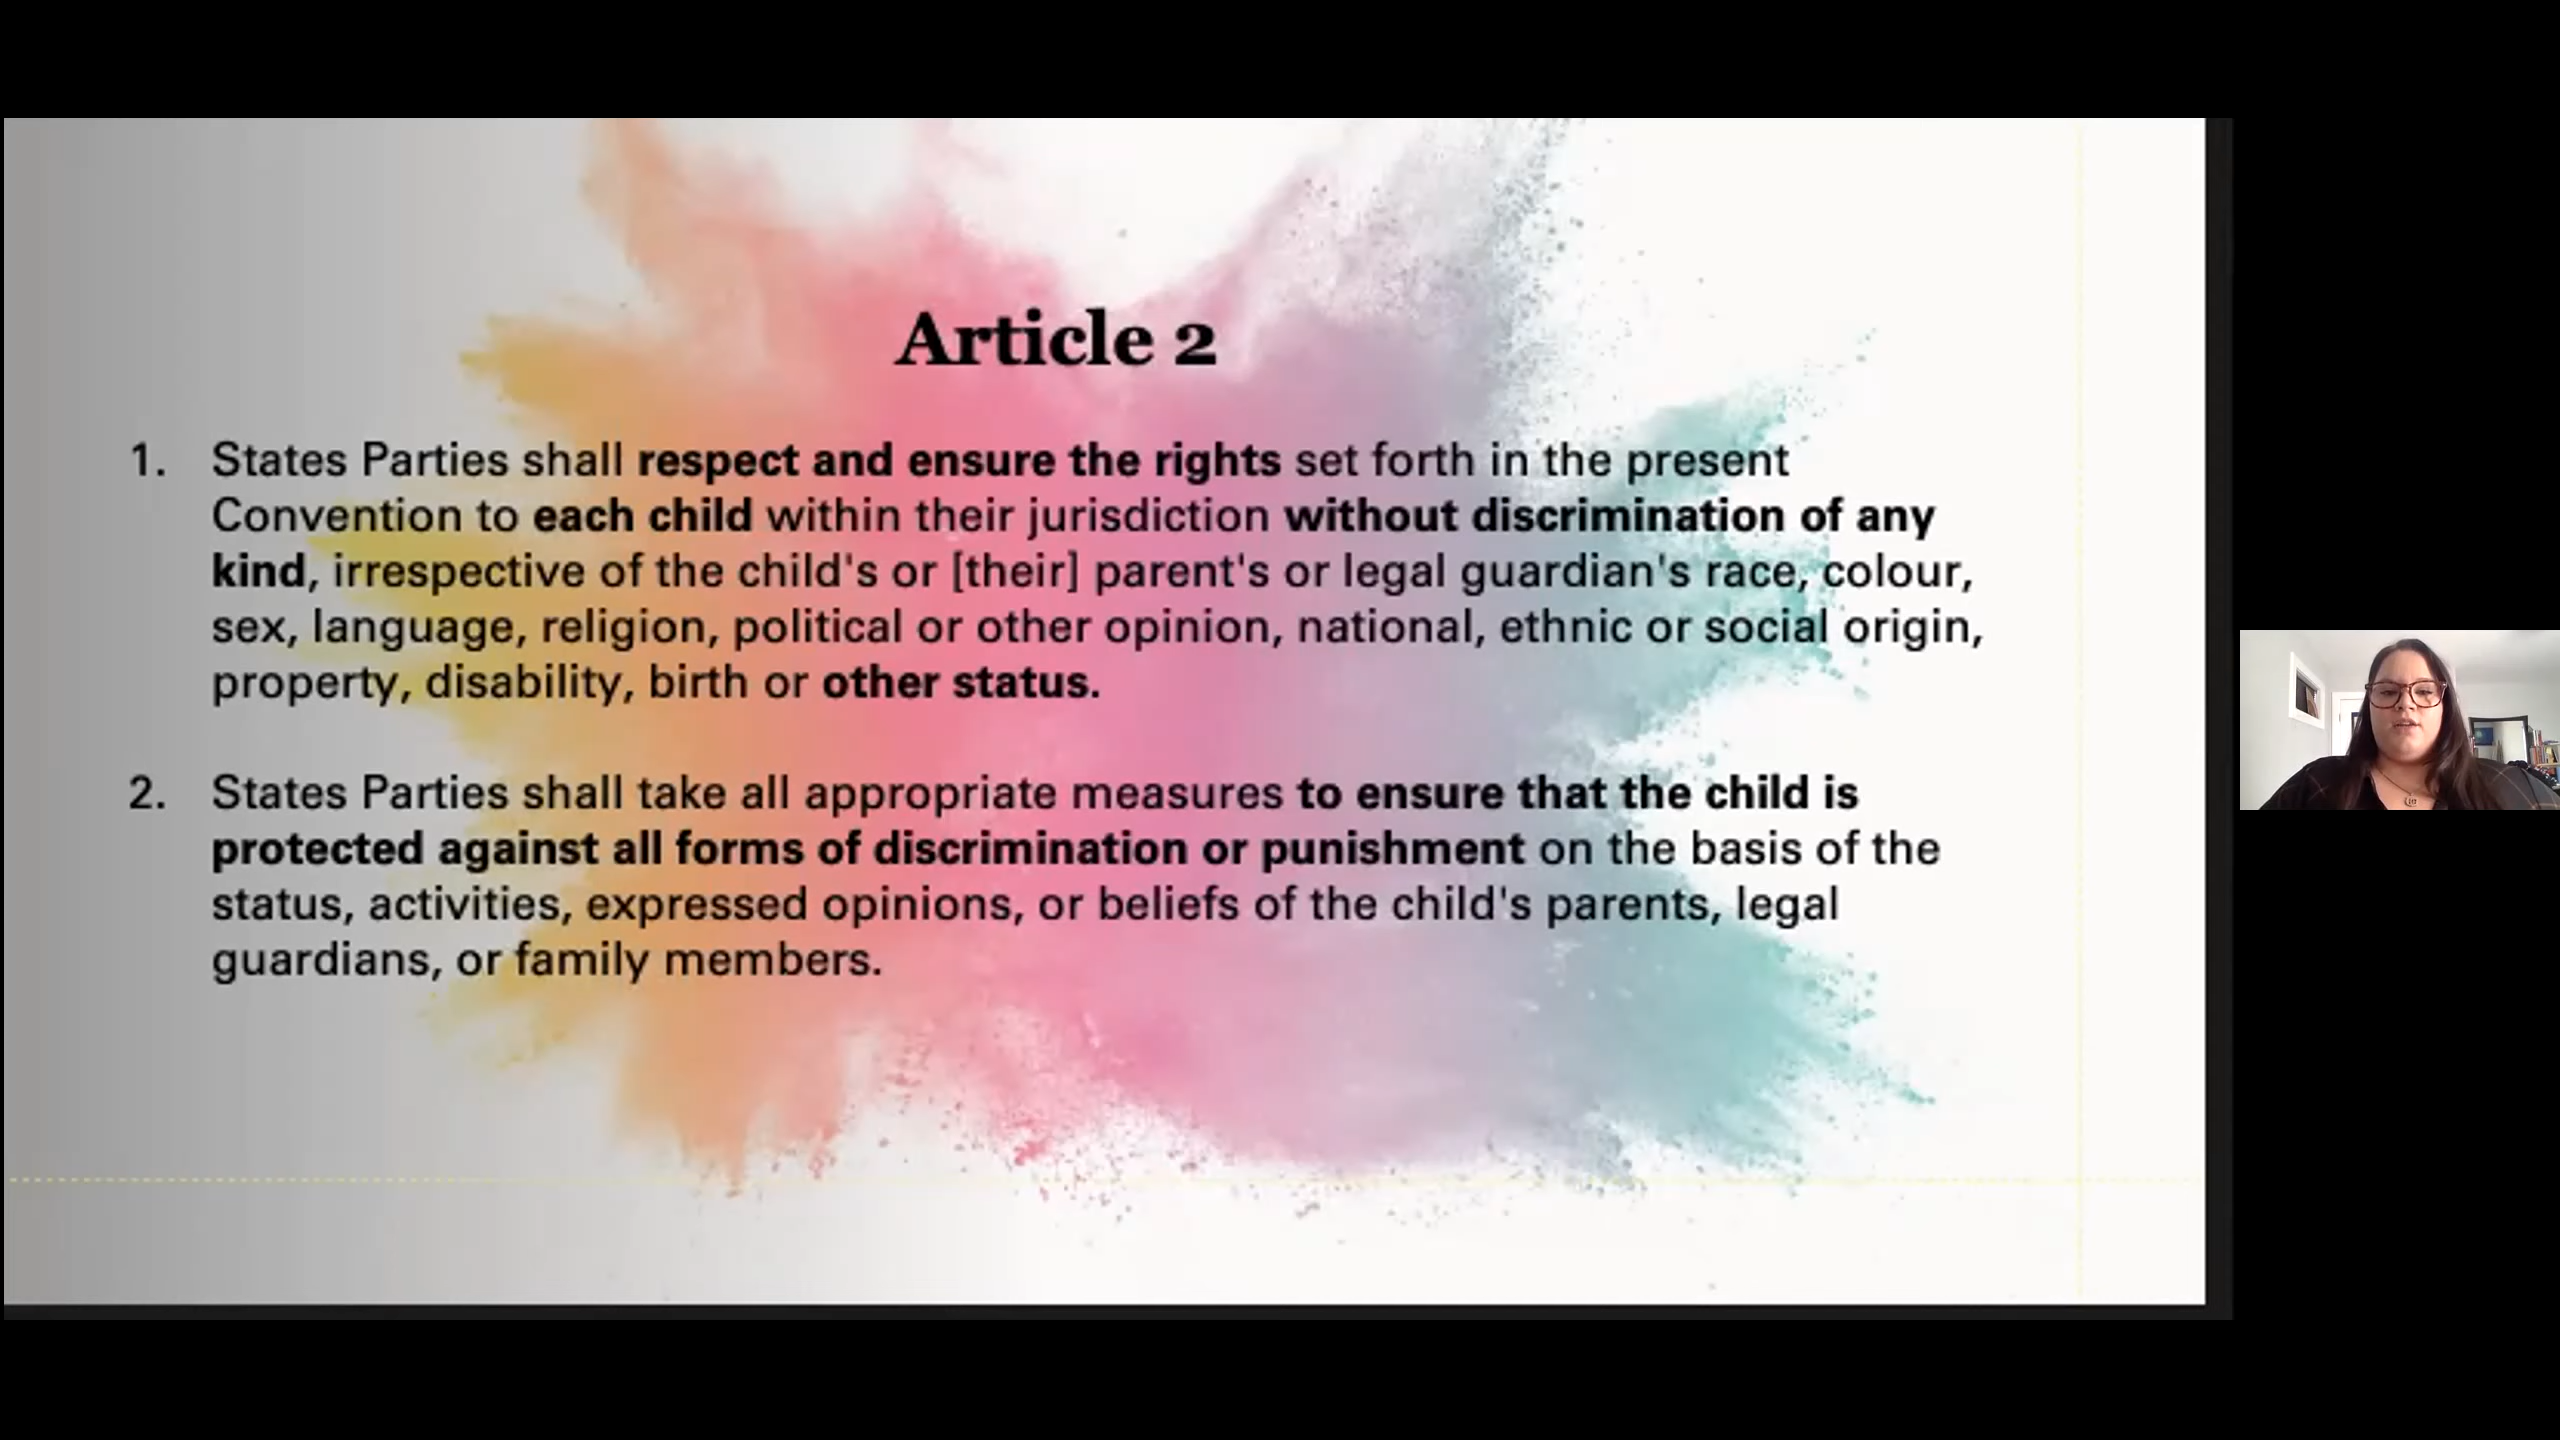 Article 2
1. States Parties shall respect and ensure the rights set forth in the present
Convention to each child within their jurisdiction without discrimination of any
kind, irrespective of the child's or [their] parent's or legal guardian's race, colour,
sex, language, religion, political or other opinion, national, ethnic or social origin,
property, disability, birth or other status.
2. States Parties shall take all appropriate measures to ensure that the child is
protected against all forms of discrimination or punishment on the basis of the
status, activities, expressed opinions, or beliefs of the child's parents, legal
guardians, or family members.